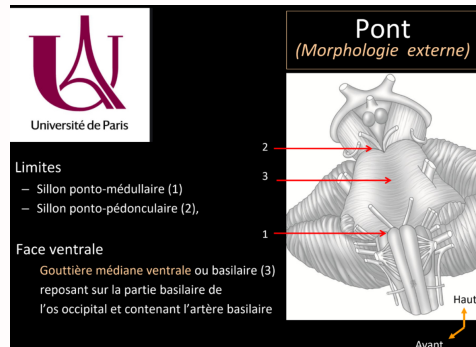 Pont
(Morphologie externe)
Université de Paris
Limites
– Sillon ponto-médullaire (1)
– Sillon ponto-pédonculaire (2),
Face ventrale
Gouttière médiane ventrale ou basilaire (3)
reposant sur la partie basilaire de
l’os occipital et contenant l’artère basilaire
2
3
1
Haut
Avant